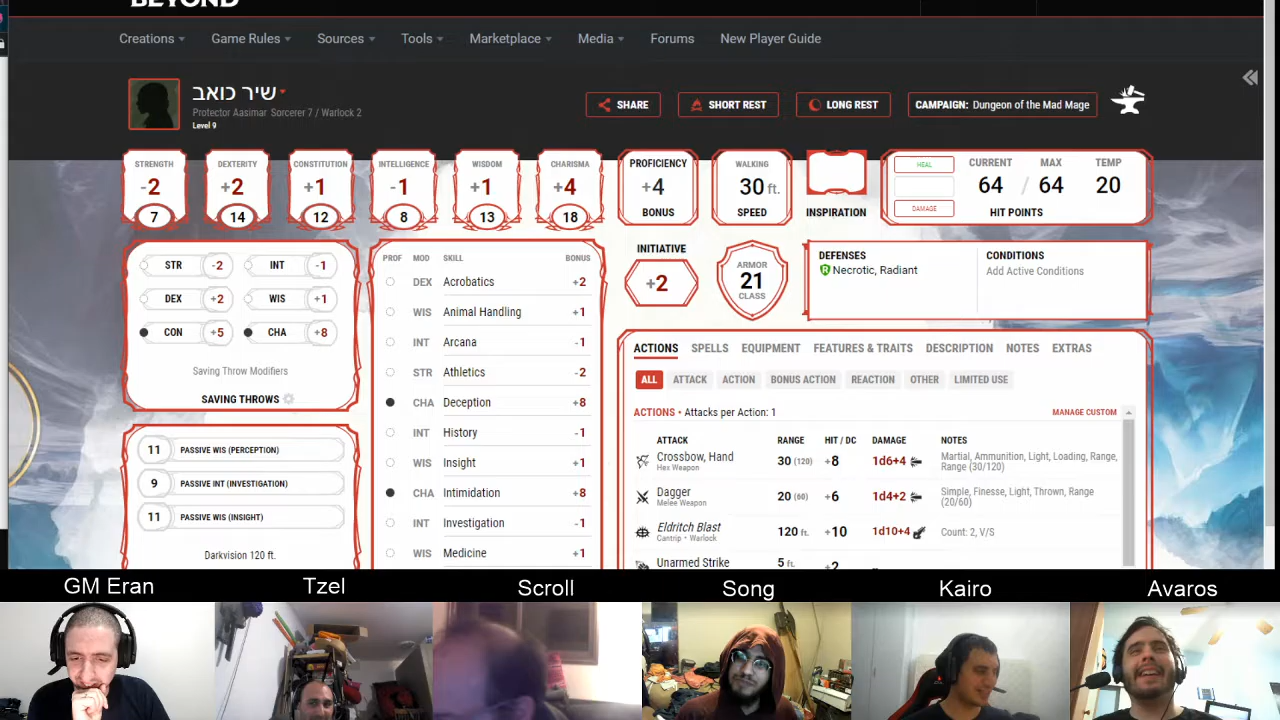 BEYOND
Creations Game Rules Sources Tools Marketplace Media Forums New Player Guide
שיר כואב
Protector Aasimar Sorcerer 7 / Warlock 2
Level 9
SHARE SHORT REST LONG REST CAMPAIGN: Dungeon of the Mad Mage
STRENGTH -2 7
DEXTERITY +2 14
CONSTITUTION +1 12
INTELLIGENCE -1 8
WISDOM +1 13
CHARISMA +4 18
PROFICIENCY +4 BONUS
WALKING 30 ft. SPEED
INSPIRATION
HEAL
DAMAGE
CURRENT MAX TEMP
64 / 64 20
HIT POINTS
STR -2 INT -1
DEX +2 WIS +1
CON +5 CHA +8
Saving Throw Modifiers
SAVING THROWS
11 PASSIVE WIS (PERCEPTION)
9 PASSIVE INT (INVESTIGATION)
11 PASSIVE WIS (INSIGHT)
Darkvision 120 ft.
PROF MOD SKILL BONUS
DEX Acrobatics +2
WIS Animal Handling +1
INT Arcana -1
STR Athletics -2
CHA Deception +8
INT History -1
WIS Insight +1
CHA Intimidation +8
INT Investigation -1
WIS Medicine +1
INITIATIVE
+2
ARMOR
21
CLASS
DEFENSES
Necrotic, Radiant
CONDITIONS
Add Active Conditions
ACTIONS SPELLS EQUIPMENT FEATURES & TRAITS DESCRIPTION NOTES EXTRAS
ALL ATTACK ACTION BONUS ACTION REACTION OTHER LIMITED USE
ACTIONS • Attacks per Action: 1 MANAGE CUSTOM
ATTACK RANGE HIT / DC DAMAGE NOTES
Crossbow, Hand 30 (120) +8 1d6+4 Martial, Ammunition, Light, Loading, Range,
Hex Weapon Range (30/120)
Dagger 20 (60) +6 1d4+2 Simple, Finesse, Light, Thrown, Range
Melee Weapon (20/60)
Eldritch Blast 120 ft. +10 1d10+4 Count: 2, V/S
Cantrip • Warlock
Unarmed Strike 5 ft. +2
GM Eran Tzel Scroll Song Kairo Avaros